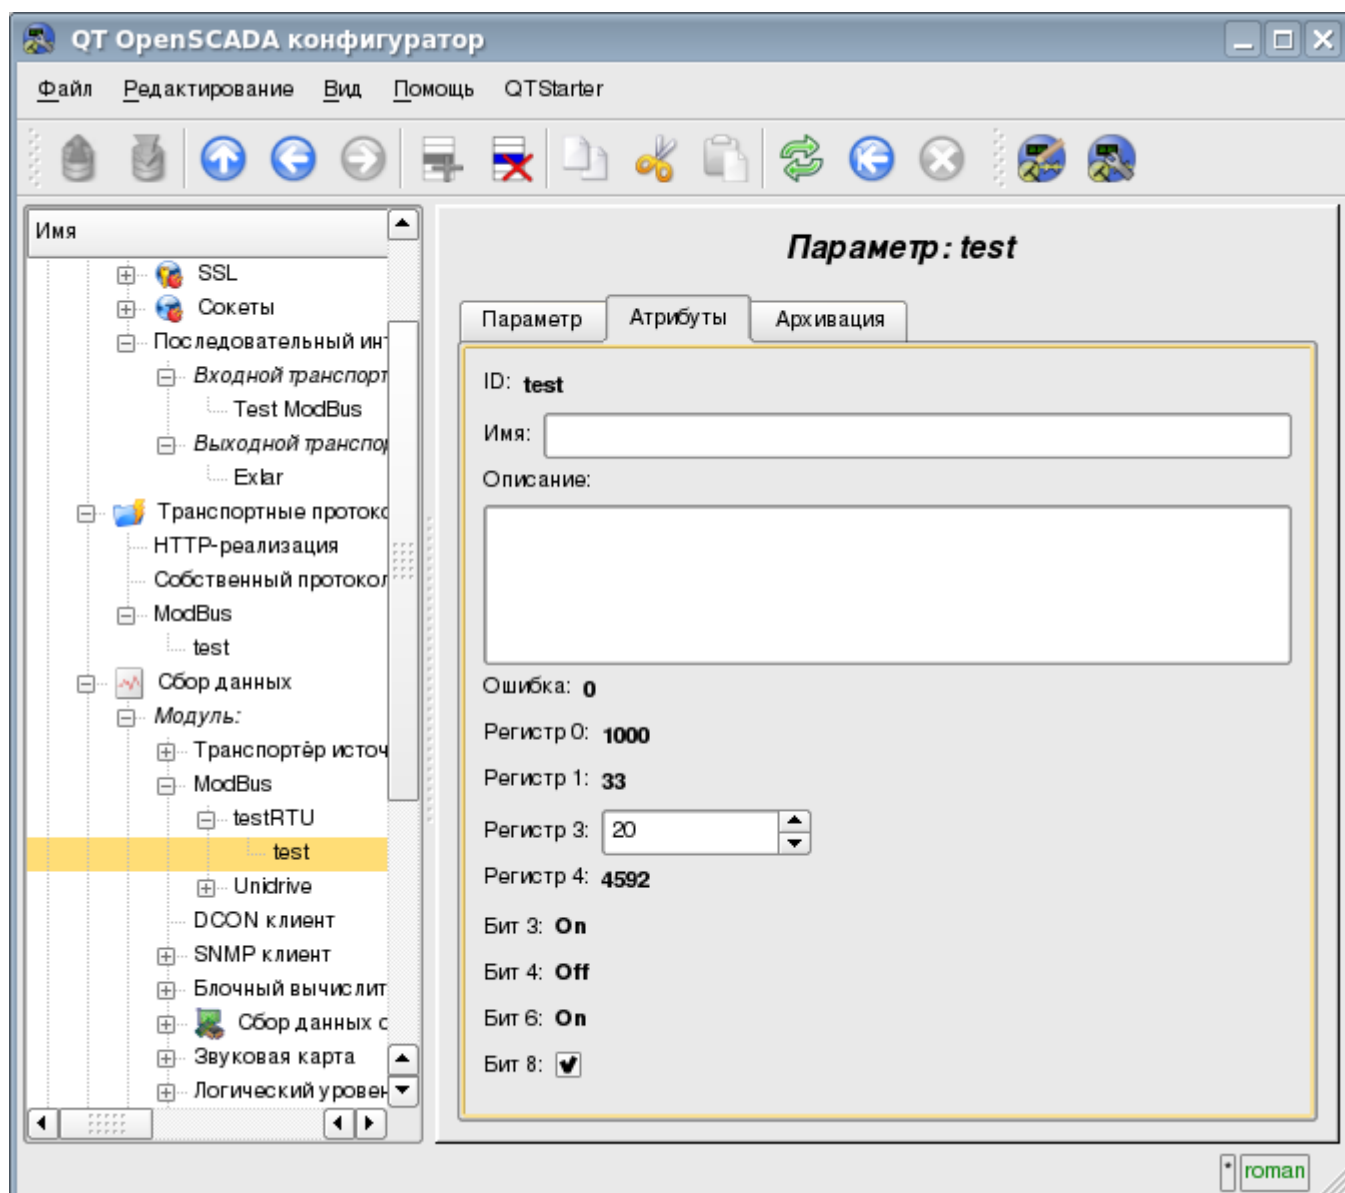 QT OpenSCADA конфигуратор
Файл Редактирование Вид Помощь QTStarter
Имя
SSL
Сокеты
Последовательный инт
Входной транспорт
Test ModBus
Выходной транспор
Exlar
Транспортные протоко
HTTP-реализация
Собственный протокол
ModBus
test
Сбор данных
Модуль:
Транспортёр источ
ModBus
testRTU
test
Unidrive
DCON клиент
SNMP клиент
Блочный вычислит
Сбор данных с
Звуковая карта
Логический уровен
Параметр: test
Параметр Атрибуты Архивация
ID: test
Имя:
Описание:
Ошибка: 0
Регистр 0: 1000
Регистр 1: 33
Регистр 3: 20
Регистр 4: 4592
Бит 3: On
Бит 4: Off
Бит 6: On
Бит 8:
* roman